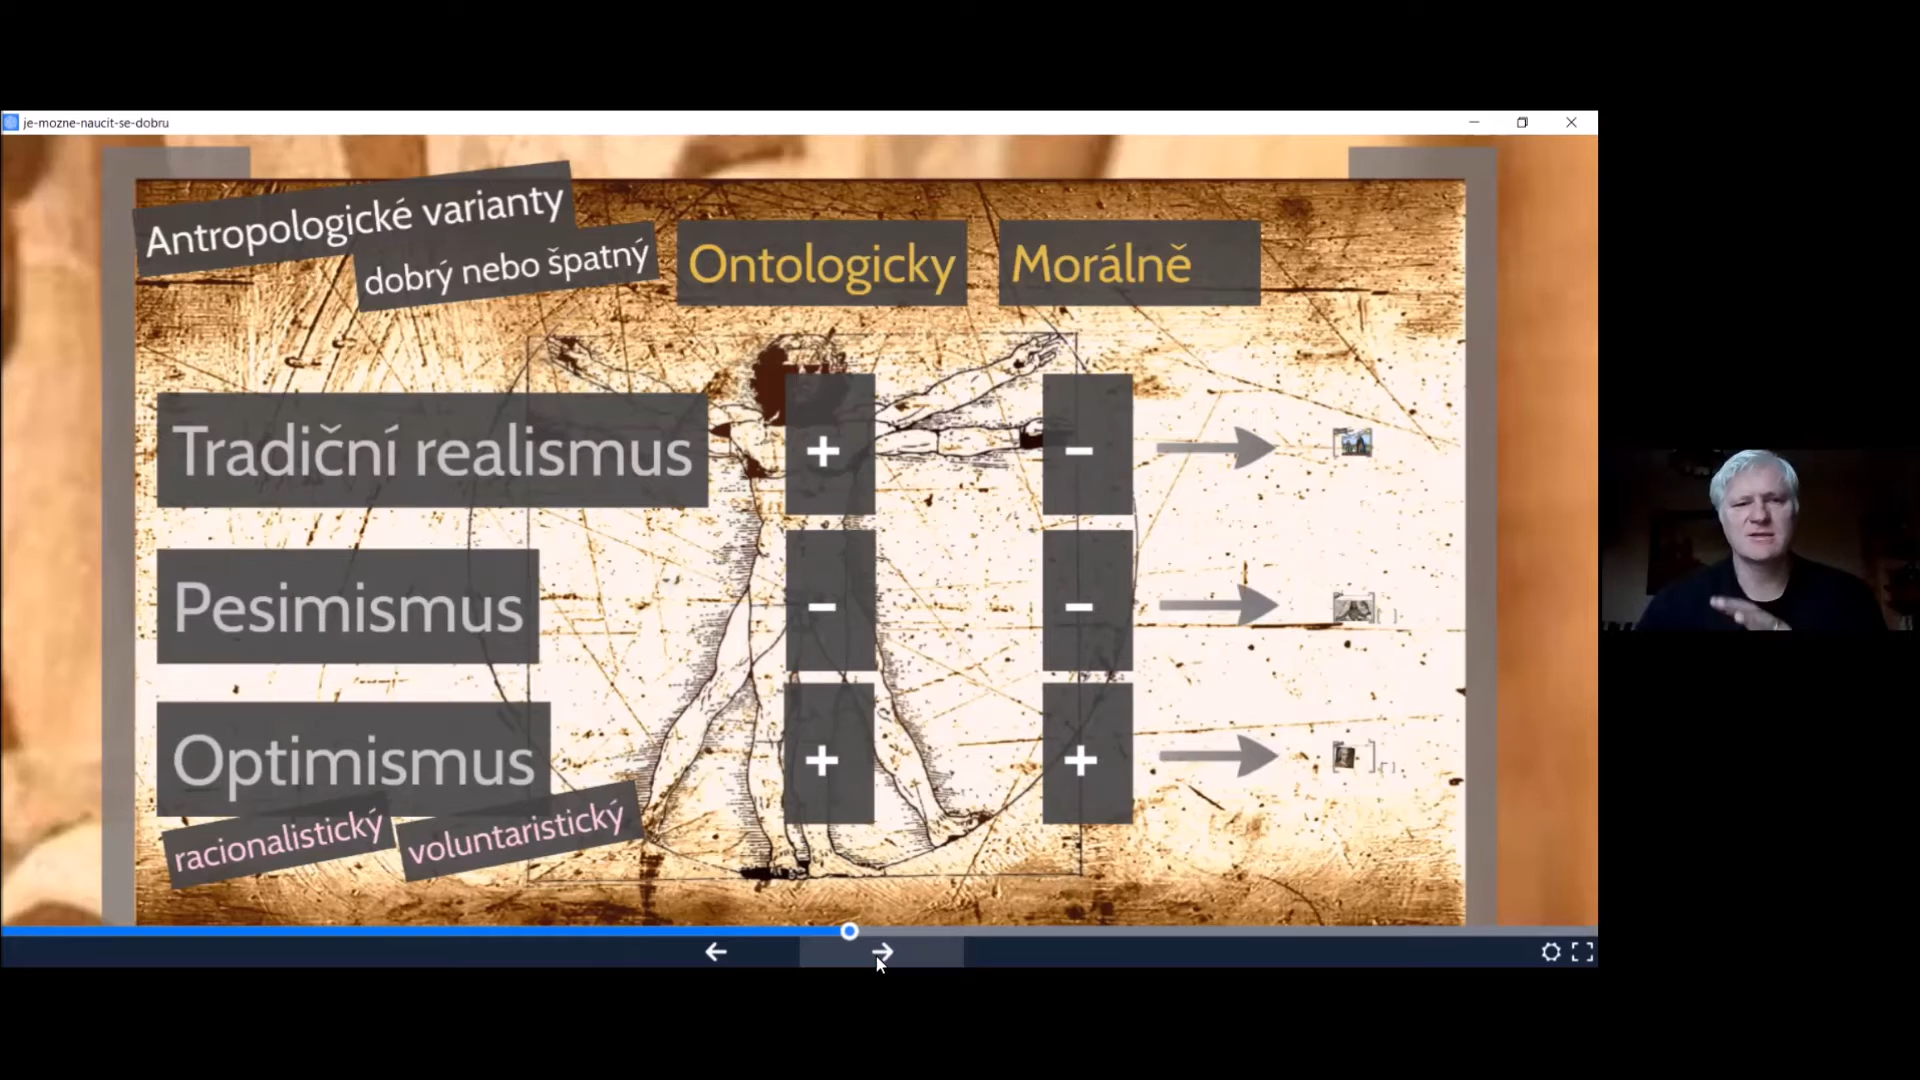 je-mozne-naucit-se-dobru
Antropologické varianty
dobrý nebo špatný
Ontologicky
Morálně
Tradiční realismus
+
-
Pesimismus
-
-
Optimismus
+
+
racionalistický
voluntaristický